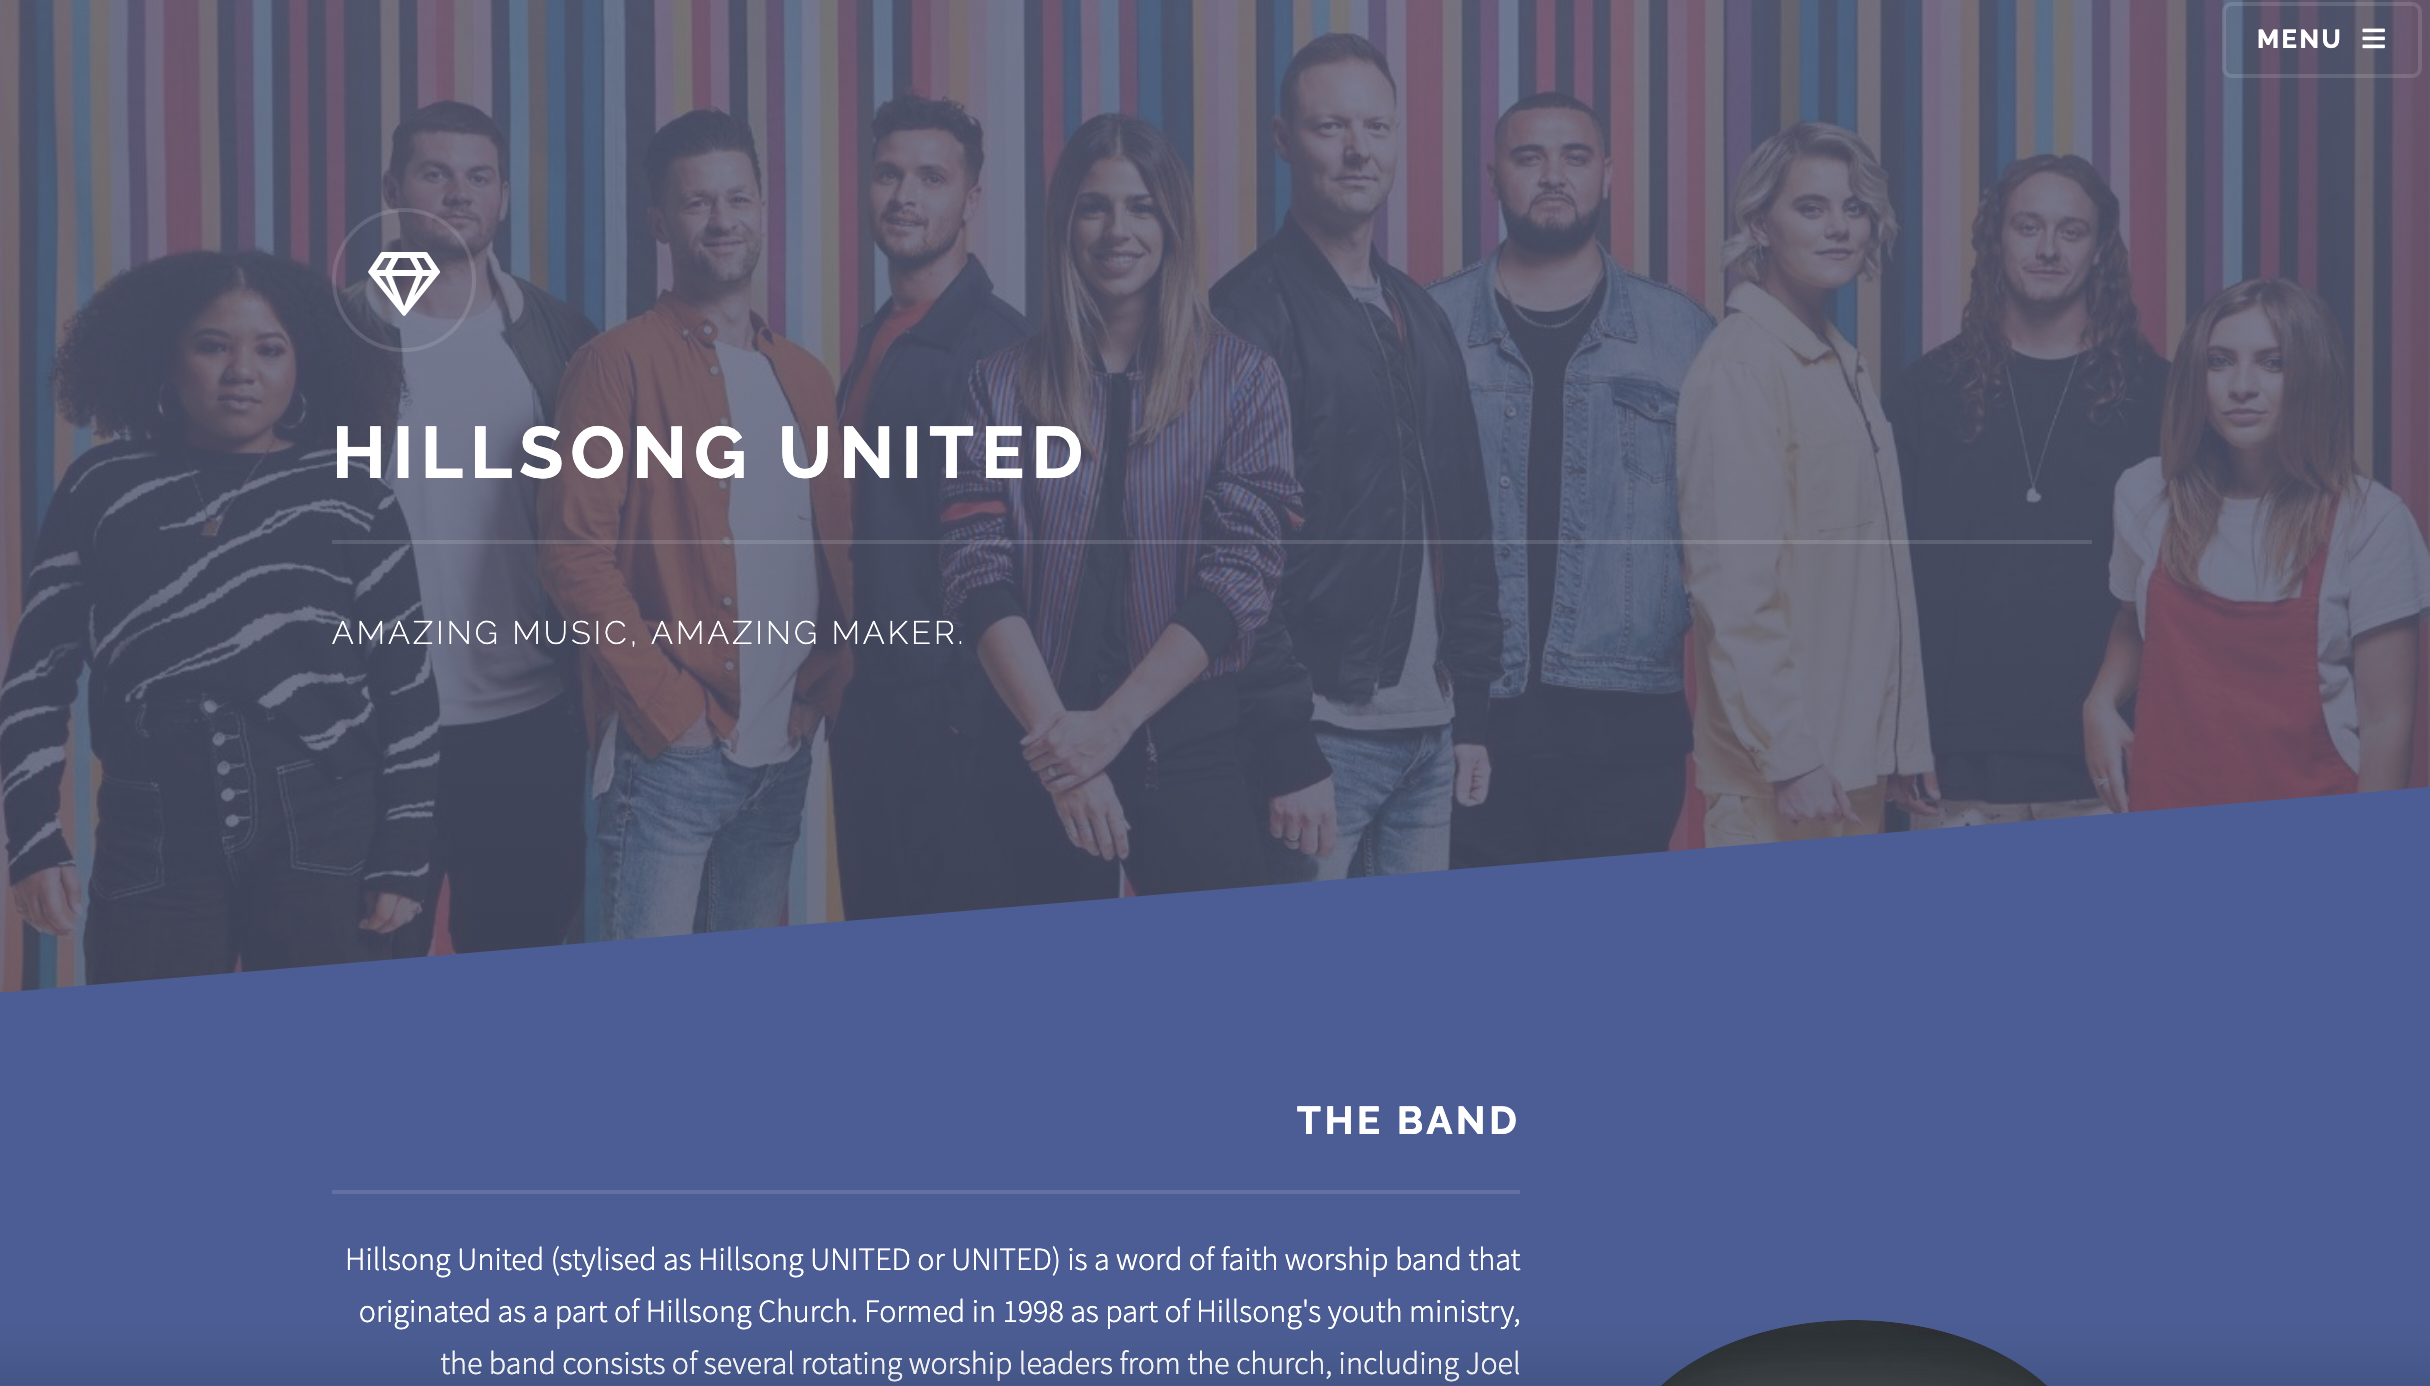 MENU
HILLSONG UNITED
AMAZING MUSIC, AMAZING MAKER.
THE BAND
Hillsong United (stylised as Hillsong UNITED or UNITED) is a word of faith worship band that
originated as a part of Hillsong Church. Formed in 1998 as part of Hillsong's youth ministry,
the band consists of several rotating worship leaders from the church, including Joel